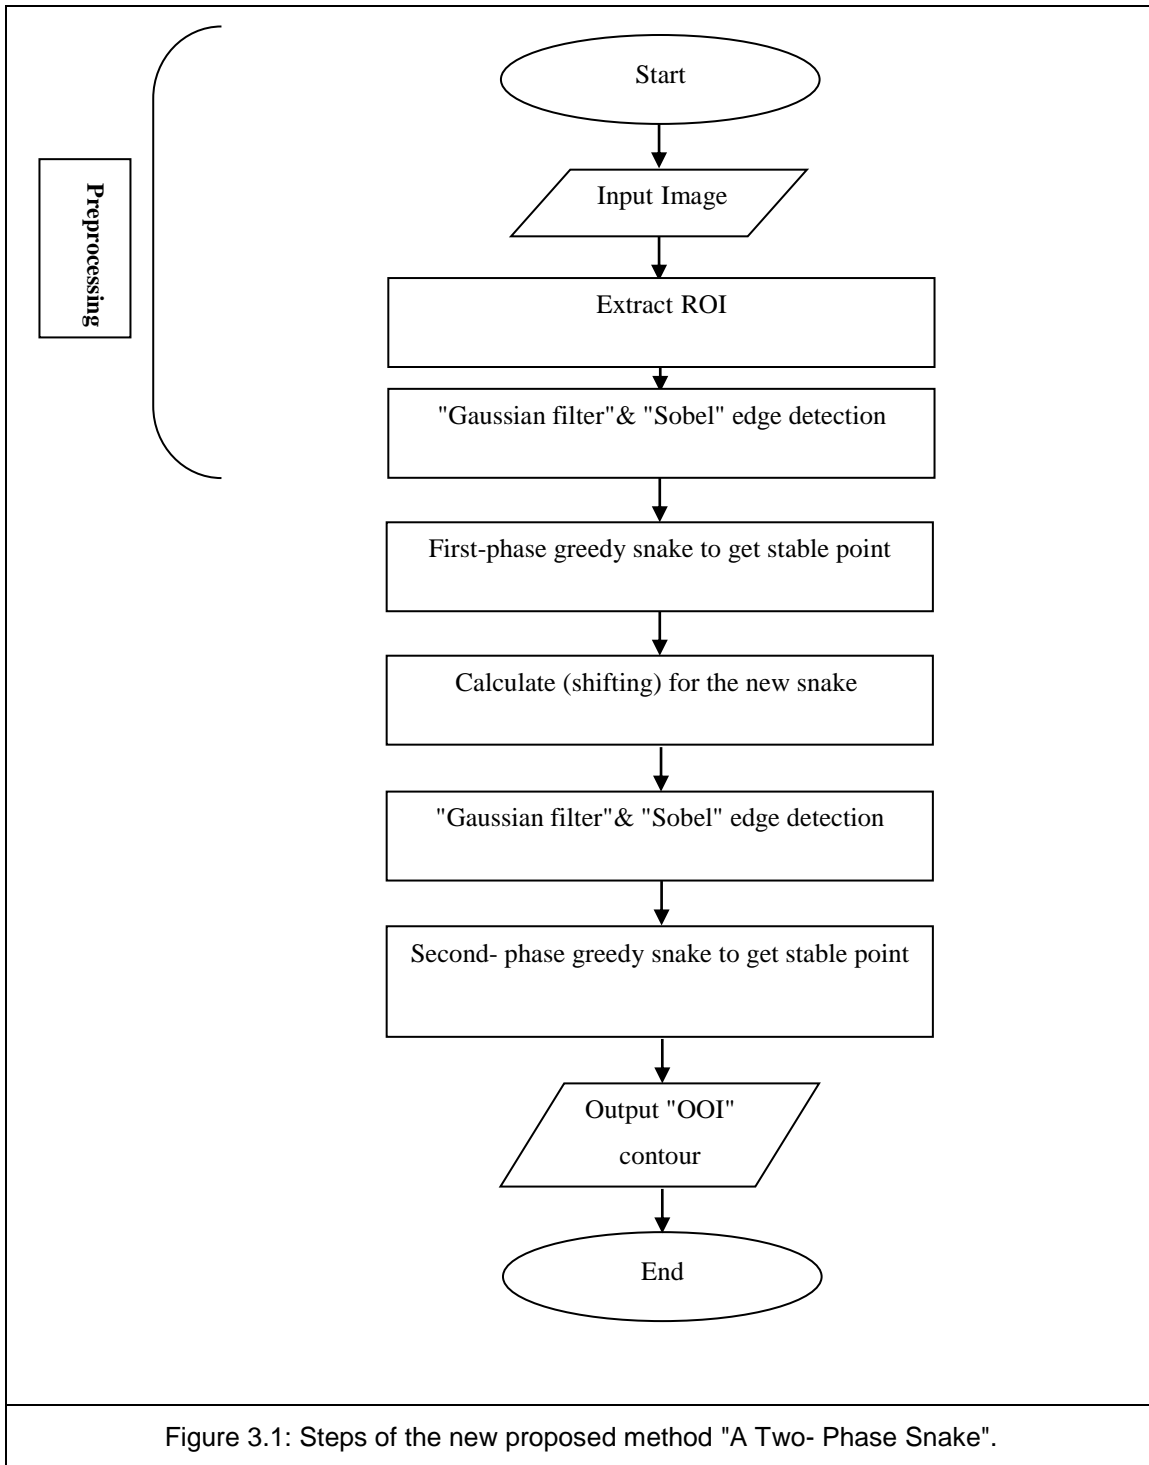 Start
Input Image
Preprocessing
Extract ROI
"Gaussian filter"& "Sobel" edge detection
First-phase greedy snake to get stable point
Calculate (shifting) for the new snake
"Gaussian filter"& "Sobel" edge detection
Second- phase greedy snake to get stable point
Output "OOI"
contour
End
Figure 3.1: Steps of the new proposed method "A Two- Phase Snake".